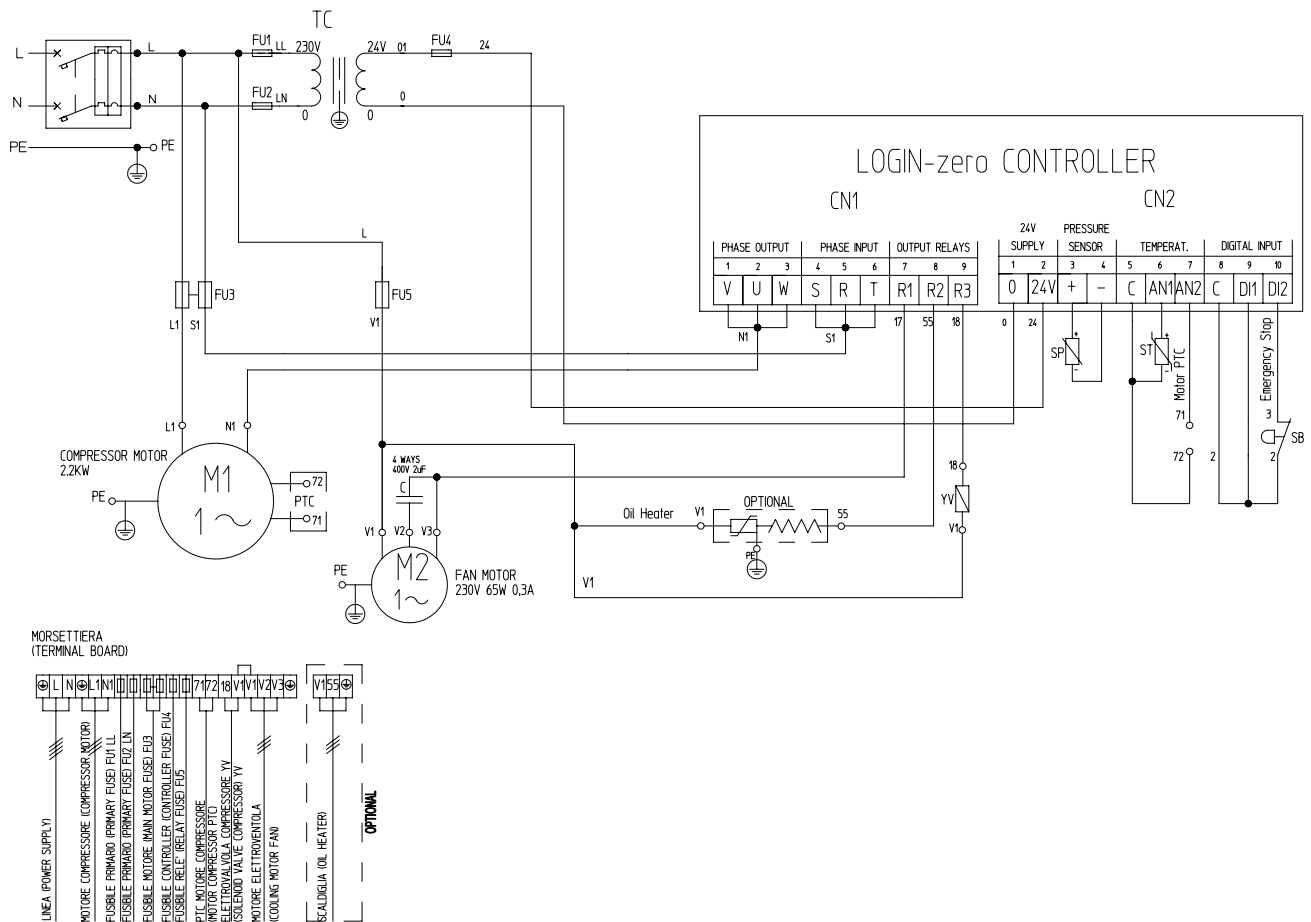 TC
L
L
FU1
LL
230V
24V
01
FU4
24
N
N
FU2
LN
0
0
0
PE
PE
LOGIN-zero CONTROLLER
CN1
CN2
24V
PRESSURE
PHASE OUTPUT
PHASE INPUT
OUTPUT RELAYS
SUPPLY
SENSOR
TEMPERAT.
DIGITAL INPUT
1 2 3 4 5 6 7 8 9
1 2 3 4 5 6 7 8 9 10
V U W S R T R1 R2 R3
0 24V + - C AN1 AN2 C DI1 DI2
L
FU3
FU5
L1
S1
V1
N1
S1
17
55
18
0
24
SP
+
-
ST
+
-
Motor PTC
Emergency Stop
71
72
2
3
2
SB
L1
N1
COMPRESSOR MOTOR
2.2KW
M1
1
PE
72
PTC
71
4 WAYS
400V 2uF
C
18
YV
V1
Oil Heater
V1
OPTIONAL
55
PE
V1
V2
V3
V1
PE
M2
1
FAN MOTOR
230V 65W 0,3A
MORSETTIERA
(TERMINAL BOARD)
L N L1 N1 71 72 18 V1 V1 V2 V3
V1 55
LINEA (POWER SUPPLY)
MOTORE COMPRESSORE (COMPRESSOR MOTOR)
FUSIBILE PRIMARIO (PRIMARY FUSE) FU1 LL
FUSIBILE PRIMARIO (PRIMARY FUSE) FU2 LN
FUSIBILE MOTORE (MAIN MOTOR FUSE) FU3
FUSIBILE CONTROLLER (CONTROLLER FUSE) FU4
FUSIBILE RELE' (RELAY FUSE) FU5
PTC MOTORE COMPRESSORE
(MOTOR COMPRESSOR PTC)
ELETTROVALVOLA COMPRESSORE YV
(SOLENOID VALVE COMPRESSOR) YV
MOTORE ELETTROVENTOLA
(COOLING MOTOR FAN)
SCALDIGLIA (OIL HEATER)
OPTIONAL